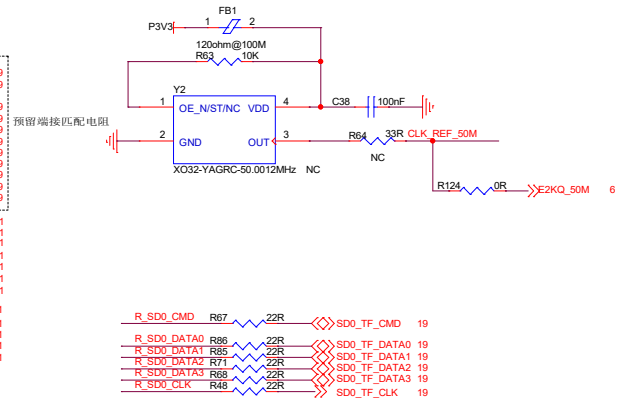 FB1
P3V3 1 2
120ohm@100M
R63 10K
Y2
1 OE_N/ST/NC VDD 4 C38 100nF
预留端接匹配电阻
2 GND OUT 3 R64 33R CLK_REF_50M
NC
XO32-YAGRC-50.0012MHz NC
R124 0R E2KQ_50M 6
R_SD0_CMD R67 22R SD0_TF_CMD 19
R_SD0_DATA0 R86 22R SD0_TF_DATA0 19
R_SD0_DATA1 R85 22R SD0_TF_DATA1 19
R_SD0_DATA2 R71 22R SD0_TF_DATA2 19
R_SD0_DATA3 R68 22R SD0_TF_DATA3 19
R_SD0_CLK R48 22R SD0_TF_CLK 19